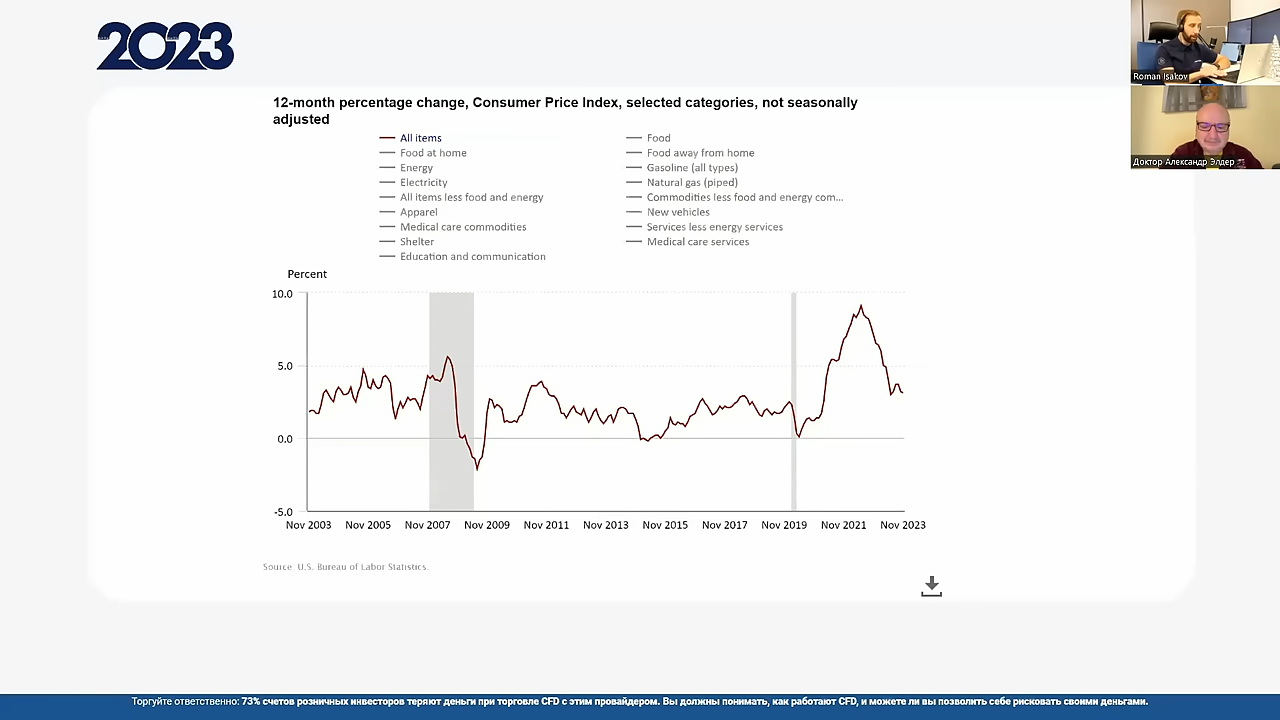 2023
Roman Isakov
Доктор Александр Элдер
12-month percentage change, Consumer Price Index, selected categories, not seasonally
adjusted
All items
Food
Food at home
Food away from home
Energy
Gasoline (all types)
Electricity
Natural gas (piped)
All items less food and energy
Commodities less food and energy com...
Apparel
New vehicles
Medical care commodities
Services less energy services
Shelter
Medical care services
Education and communication
Percent
10.0
5.0
0.0
-5.0
Nov 2003 Nov 2005 Nov 2007 Nov 2009 Nov 2011 Nov 2013 Nov 2015 Nov 2017 Nov 2019 Nov 2021 Nov 2023
Source: U.S. Bureau of Labor Statistics.
Торгуйте ответственно: 73% счетов розничных инвесторов теряют деньги при торговле CFD с этим провайдером. Вы должны понимать, как работают CFD, и можете ли вы позволить себе рисковать своими деньгами.